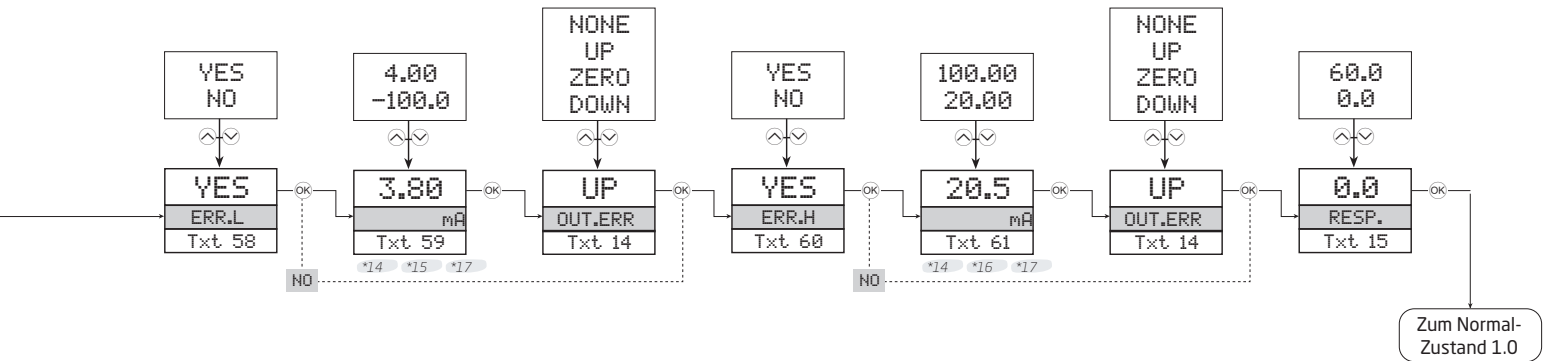 YES
NO
YES
ERR.L
Txt 58
OK
NO
4.00
-100.0
3.80
mA
Txt 59
*14 *15 *17
OK
NONE
UP
ZERO
DOWN
UP
OUT.ERR
Txt 14
OK
YES
NO
YES
ERR.H
Txt 60
OK
NO
100.00
20.00
20.5
mA
Txt 61
*14 *16 *17
OK
NONE
UP
ZERO
DOWN
UP
OUT.ERR
Txt 14
OK
60.0
0.0
0.0
RESP.
Txt 15
OK
Zum Normal-
Zustand 1.0